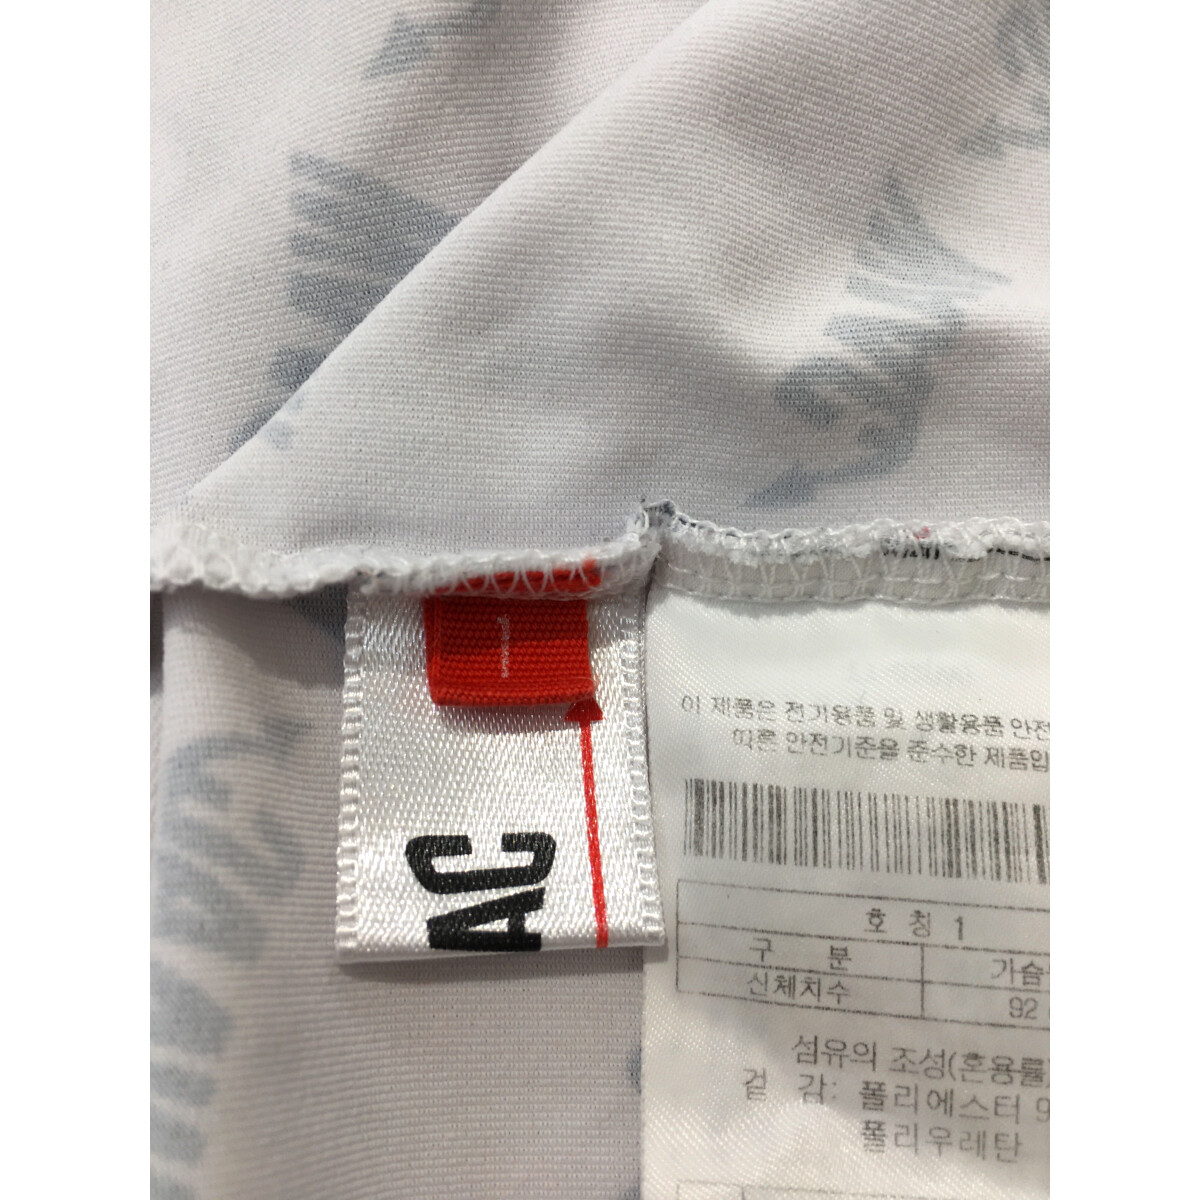 AC
이 제품은 전기용품 및 생활용품 안전
따른 안전기준을 준수한 제품입
호 칭 1
구 분 가슴
신체치수 92
섬유의 조성(혼용률)
겉 감: 폴리에스터 9
폴리우레탄